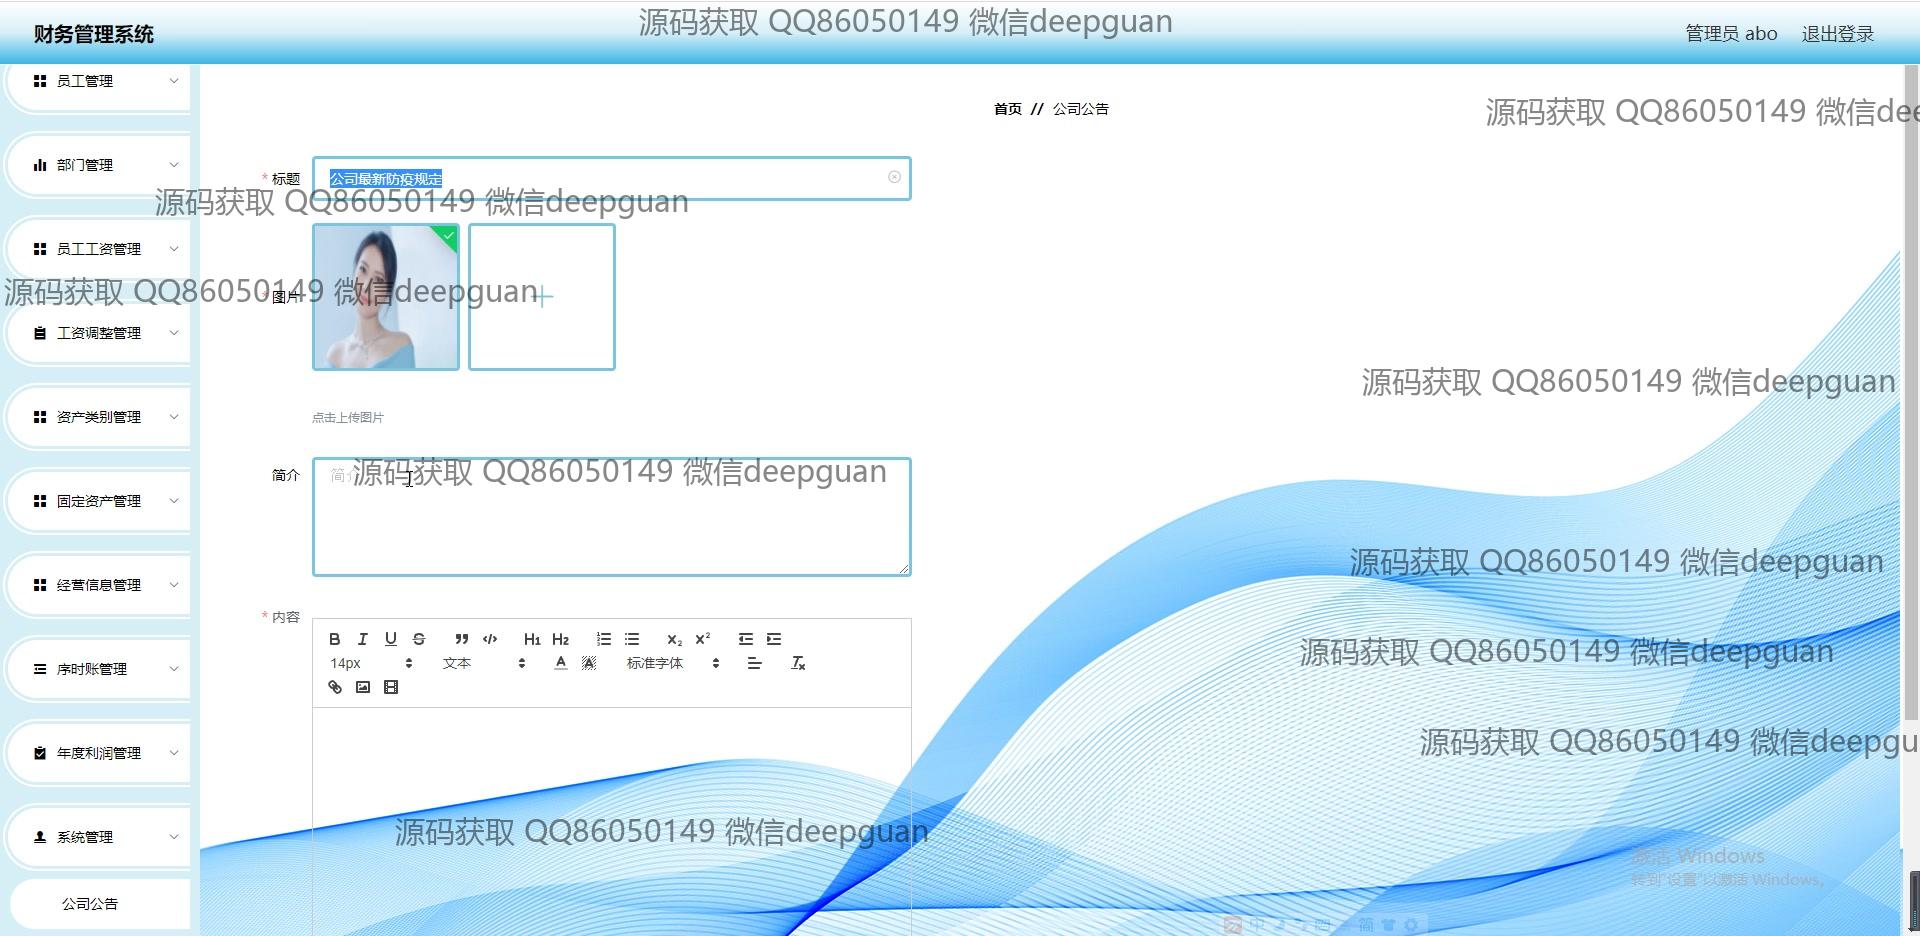 财务管理系统
源码获取 QQ86050149 微信deepguan
管理员 abo
退出登录
员工管理
首页 // 公司公告
源码获取 QQ86050149 微信dee
部门管理
* 标题
公司最新防疫规定
源码获取 QQ86050149 微信deepguan
员工工资管理
源码获取 QQ86050149 微信deepguan
* 图片
工资调整管理
源码获取 QQ86050149 微信deepguan
资产类别管理
点击上传图片
简介
简介
源码获取 QQ86050149 微信deepguan
固定资产管理
源码获取 QQ86050149 微信deepguan
经营信息管理
* 内容
B I U S H1 H2 X2 X2
源码获取 QQ86050149 微信deepguan
序时账管理
14px 文本 A A 标准字体
年度利润管理
源码获取 QQ86050149 微信deepgu
系统管理
源码获取 QQ86050149 微信deepguan
激活 Windows
转到"设置"以激活 Windows。
公司公告
中 简